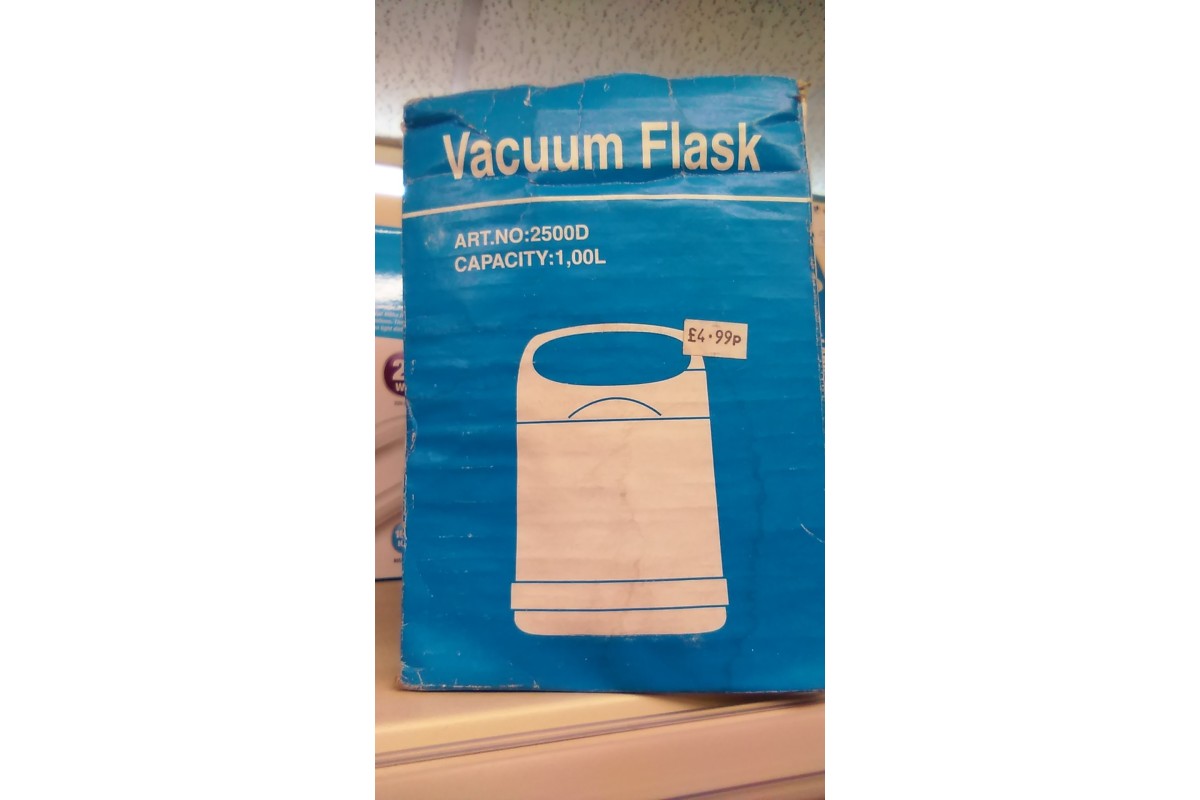 Vacuum Flask
ART.NO:2500D
CAPACITY:1,00L
£4.99p